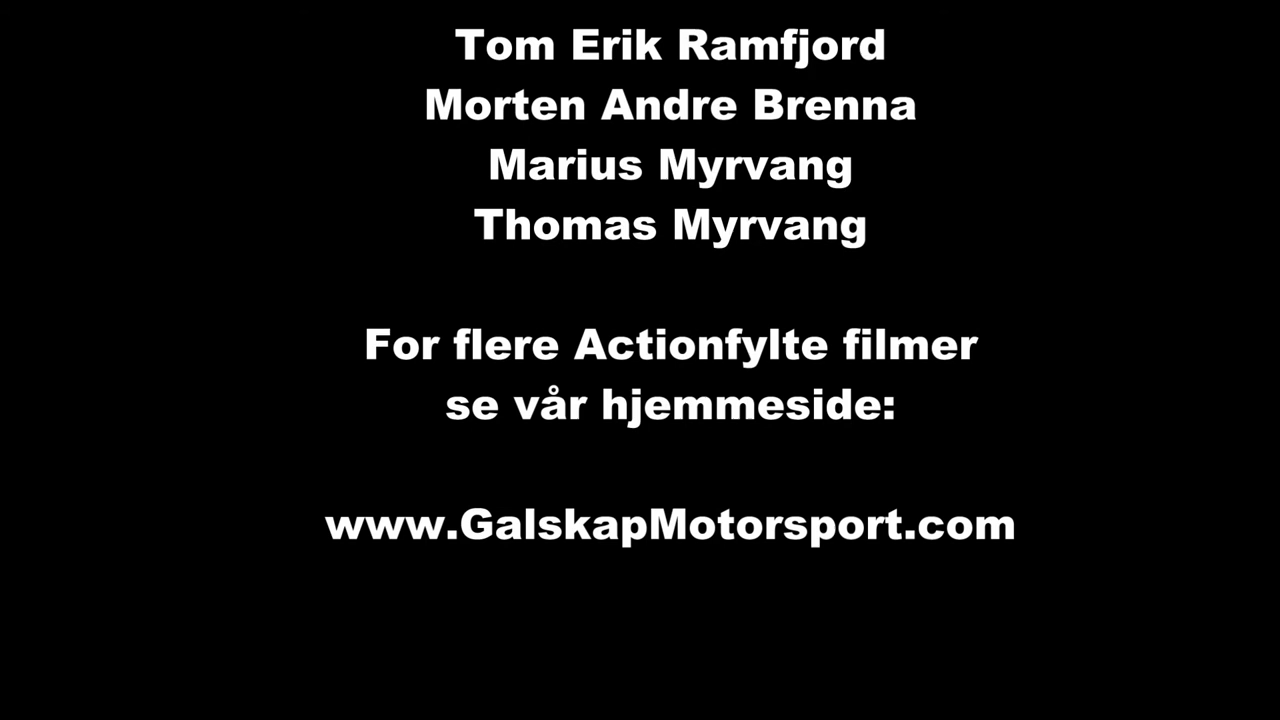 Tom Erik Ramfjord
Morten Andre Brenna
Marius Myrvang
Thomas Myrvang
For flere Actionfylte filmer
se vår hjemmeside:
www.GalskapMotorsport.com